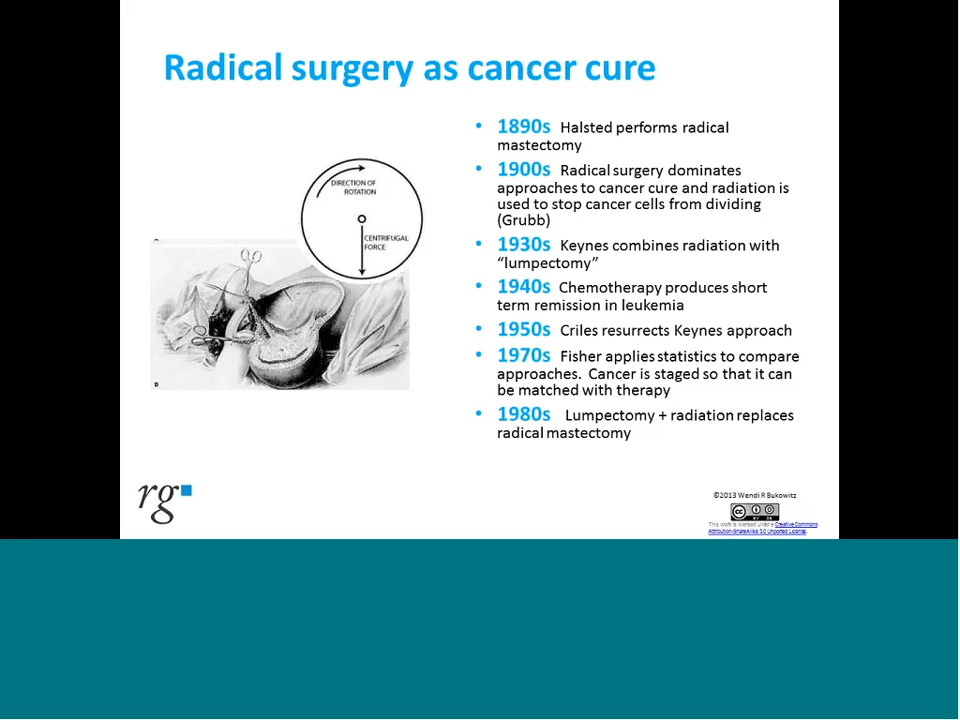 Radical surgery as cancer cure
DIRECTION OF
ROTATION
CENTRIFUGAL
FORCE
• 1890s Halsted performs radical
mastectomy
• 1900s Radical surgery dominates
approaches to cancer cure and radiation is
used to stop cancer cells from dividing
(Grubb)
• 1930s Keynes combines radiation with
“lumpectomy”
• 1940s Chemotherapy produces short
term remission in leukemia
• 1950s Criles resurrects Keynes approach
• 1970s Fisher applies statistics to compare
approaches. Cancer is staged so that it can
be matched with therapy
• 1980s Lumpectomy + radiation replaces
radical mastectomy
rg
©2013 Wendi R Bukowitz
cc
BY SA
This work is licensed under a Creative Commons
Attribution-ShareAlike 3.0 Unported License.